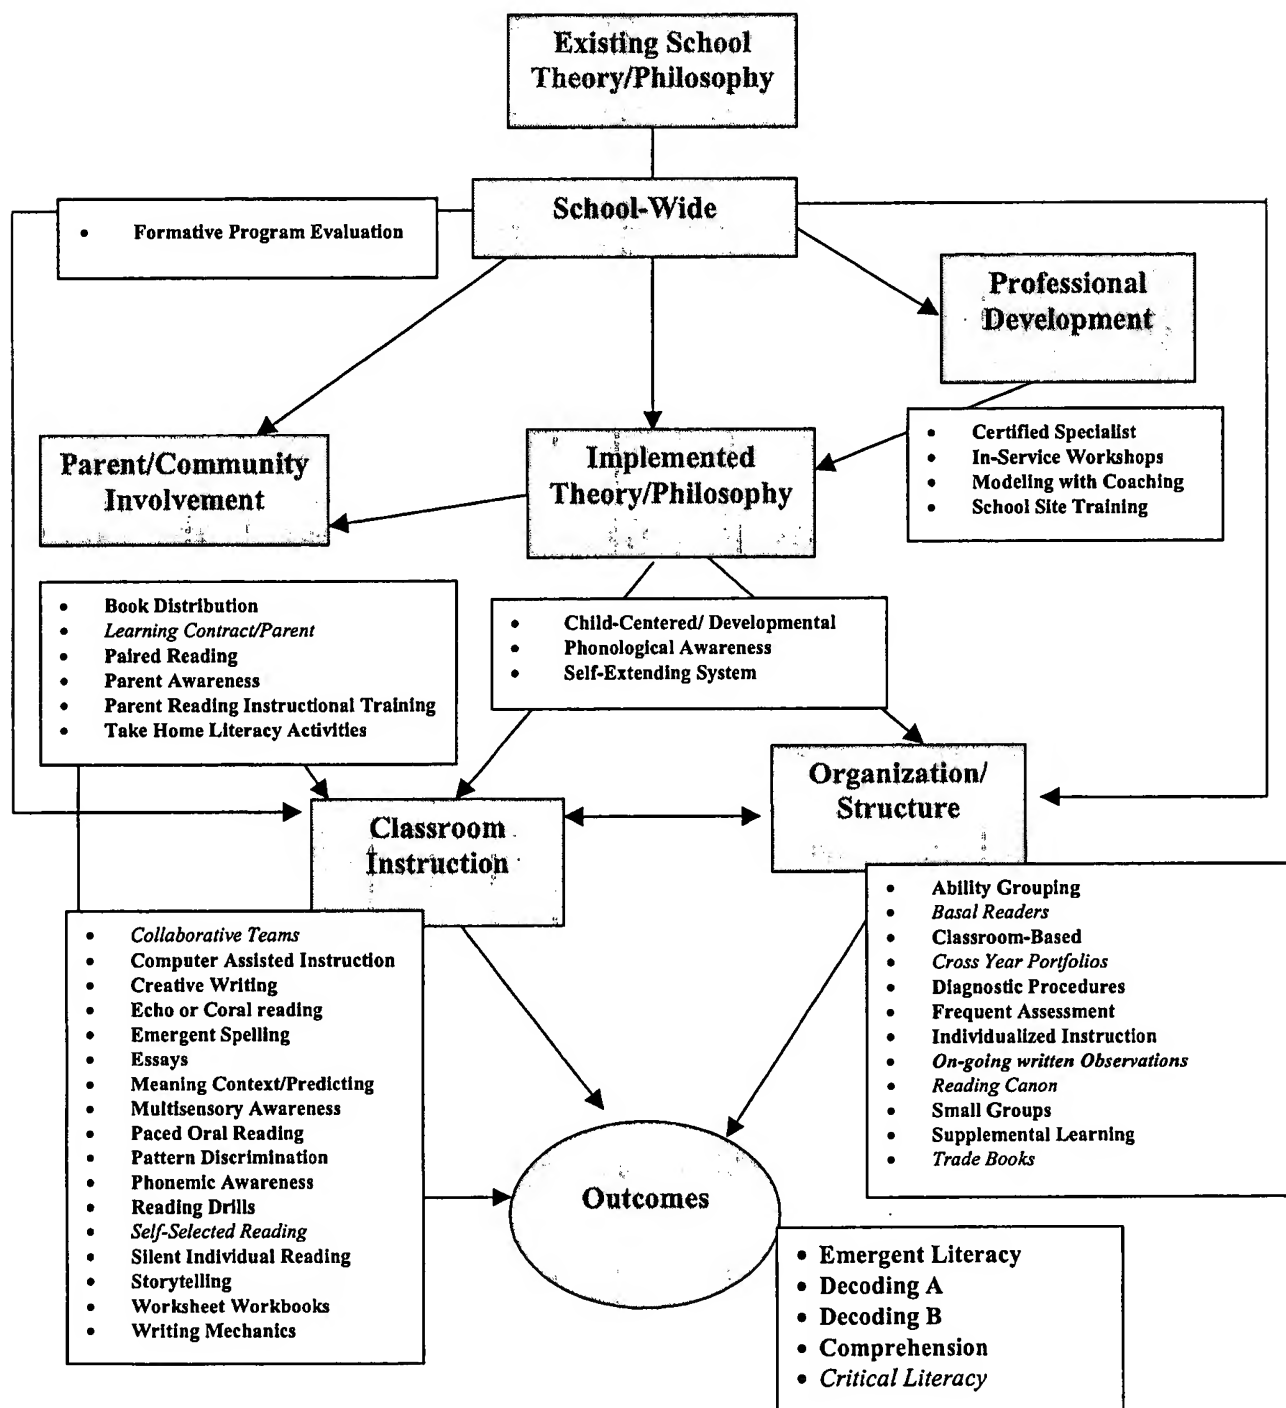 Existing School
Theory/Philosophy
School-Wide
• Formative Program Evaluation
Professional
Development
• Certified Specialist
• In-Service Workshops
• Modeling with Coaching
• School Site Training
Parent/Community
Involvement
Implemented
Theory/Philosophy
• Book Distribution
• Learning Contract/Parent
• Paired Reading
• Parent Awareness
• Parent Reading Instructional Training
• Take Home Literacy Activities
• Child-Centered/ Developmental
• Phonological Awareness
• Self-Extending System
Organization/
Structure
Classroom
Instruction
• Ability Grouping
• Basal Readers
• Classroom-Based
• Cross Year Portfolios
• Diagnostic Procedures
• Frequent Assessment
• Individualized Instruction
• On-going written Observations
• Reading Canon
• Small Groups
• Supplemental Learning
• Trade Books
• Collaborative Teams
• Computer Assisted Instruction
• Creative Writing
• Echo or Coral reading
• Emergent Spelling
• Essays
• Meaning Context/Predicting
• Multisensory Awareness
• Paced Oral Reading
• Pattern Discrimination
• Phonemic Awareness
• Reading Drills
• Self-Selected Reading
• Silent Individual Reading
• Storytelling
• Worksheet Workbooks
• Writing Mechanics
Outcomes
• Emergent Literacy
• Decoding A
• Decoding B
• Comprehension
• Critical Literacy